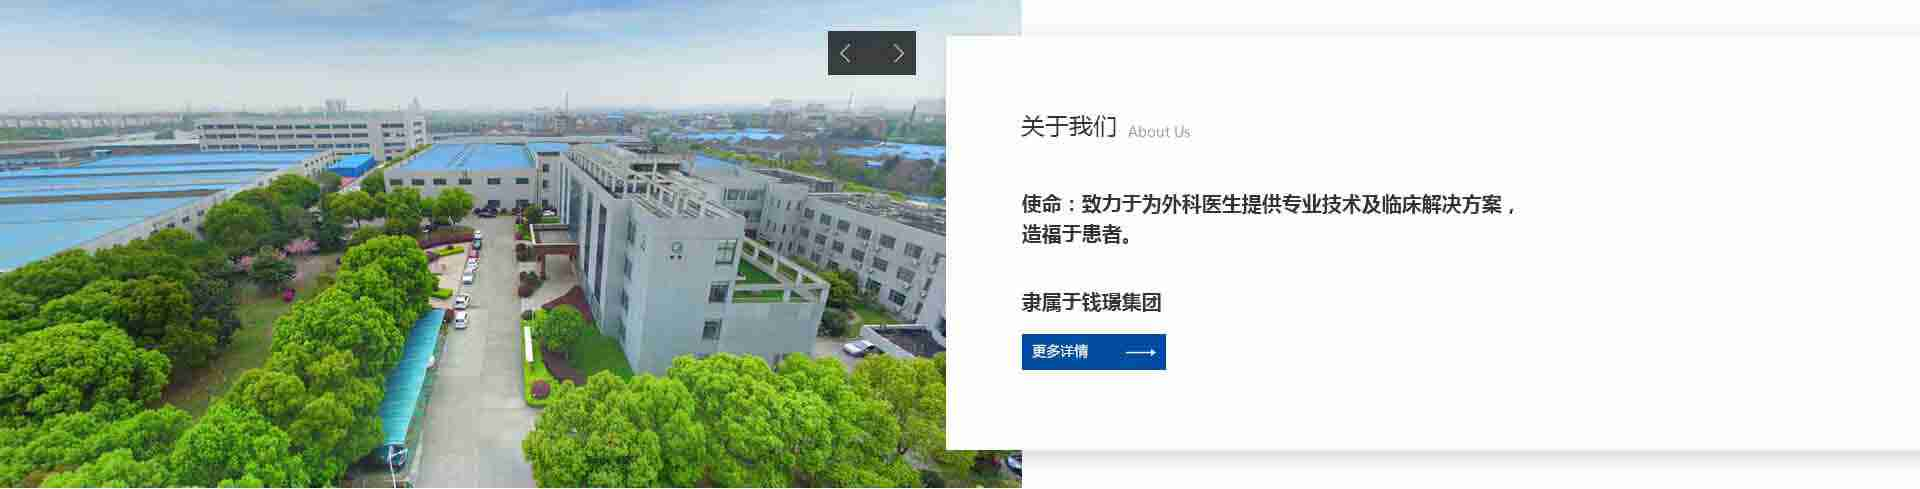 关于我们 About Us
使命：致力于为外科医生提供专业技术及临床解决方案，
造福于患者。
隶属于钱璟集团
更多详情